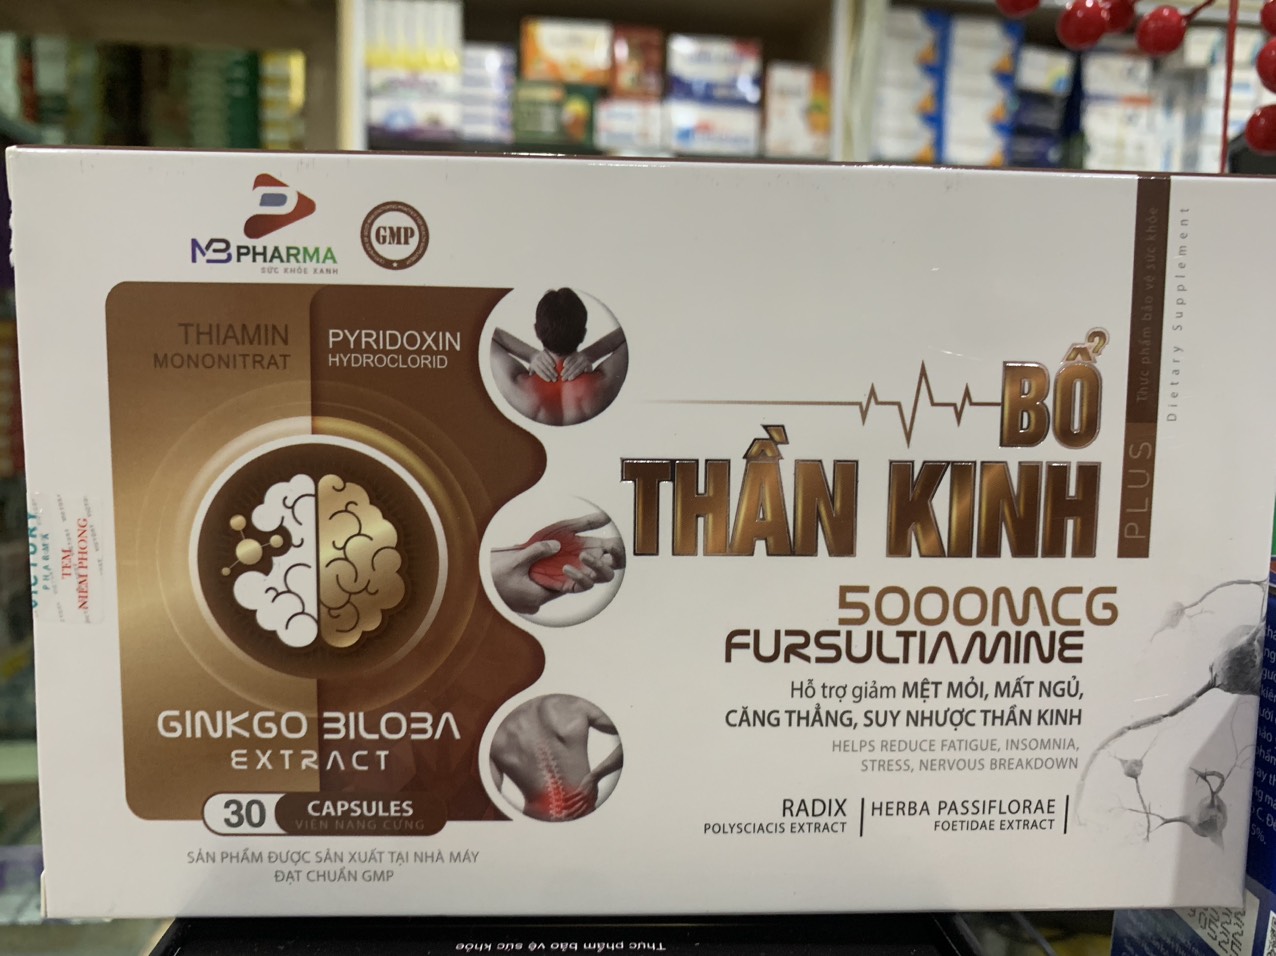 MB PHARMA
SỨC KHỎE XANH
GMP
THIAMIN
MONONITRAT
PYRIDOXIN
HYDROCLORID
BỔ
THẦN KINH
PLUS
Thực phẩm bảo vệ sức khỏe
Dietary Supplement
5000MCG
FURSULTIAMINE
Hỗ trợ giảm MỆT MỎI, MẤT NGỦ,
CĂNG THẲNG, SUY NHƯỢC THẦN KINH
HELPS REDUCE FATIGUE, INSOMNIA,
STRESS, NERVOUS BREAKDOWN
RADIX
POLYSCIACIS EXTRACT
HERBA PASSIFLORAE
FOETIDAE EXTRACT
GINKGO BILOBA
EXTRACT
30
CAPSULES
VIÊN NANG CỨNG
SẢN PHẨM ĐƯỢC SẢN XUẤT TẠI NHÀ MÁY
ĐẠT CHUẨN GMP
TEM
NIÊM PHONG
PHARMA
Thực phẩm bảo vệ sức khỏe